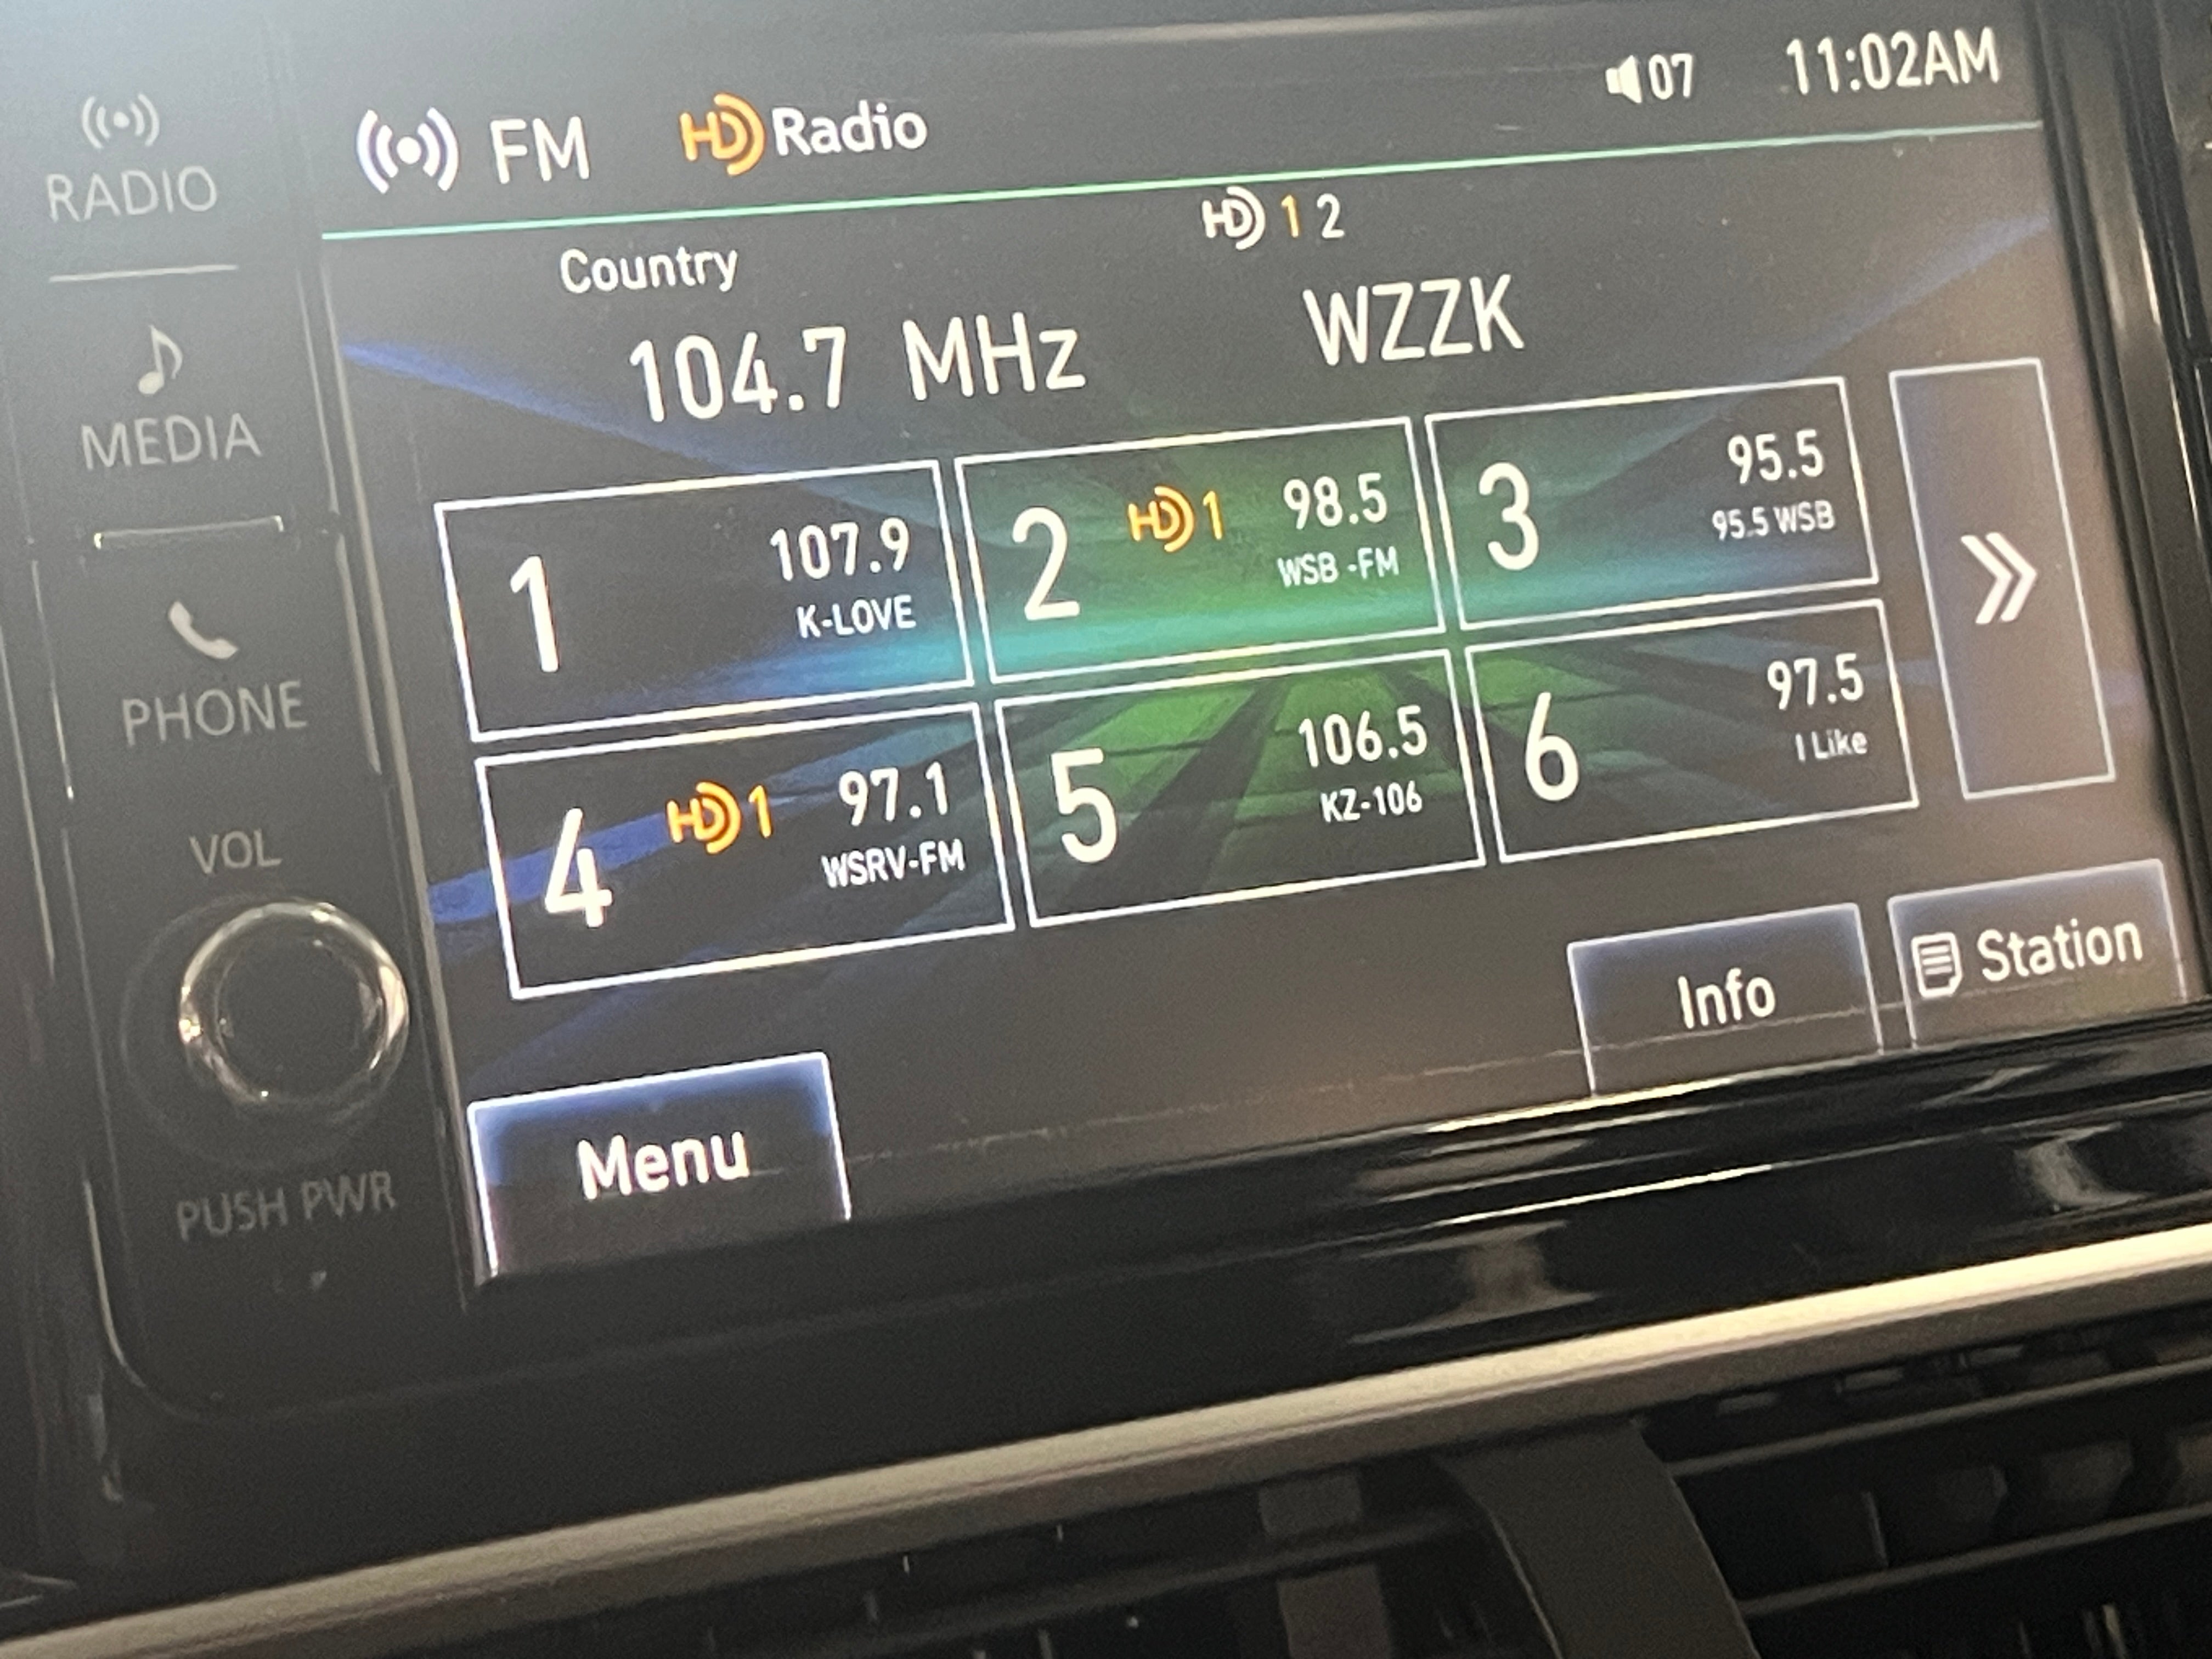 RADIO
MEDIA
PHONE
VOL
PUSH PWR
FM HD Radio 07 11:02AM
HD 1 2
Country
104.7 MHz WZZK
1 107.9
K-LOVE
2 HD 1 98.5
WSB -FM
3 95.5
95.5 WSB
4 HD 1 97.1
WSRV-FM
5 106.5
KZ-106
6 97.5
I Like
Menu
Info
Station